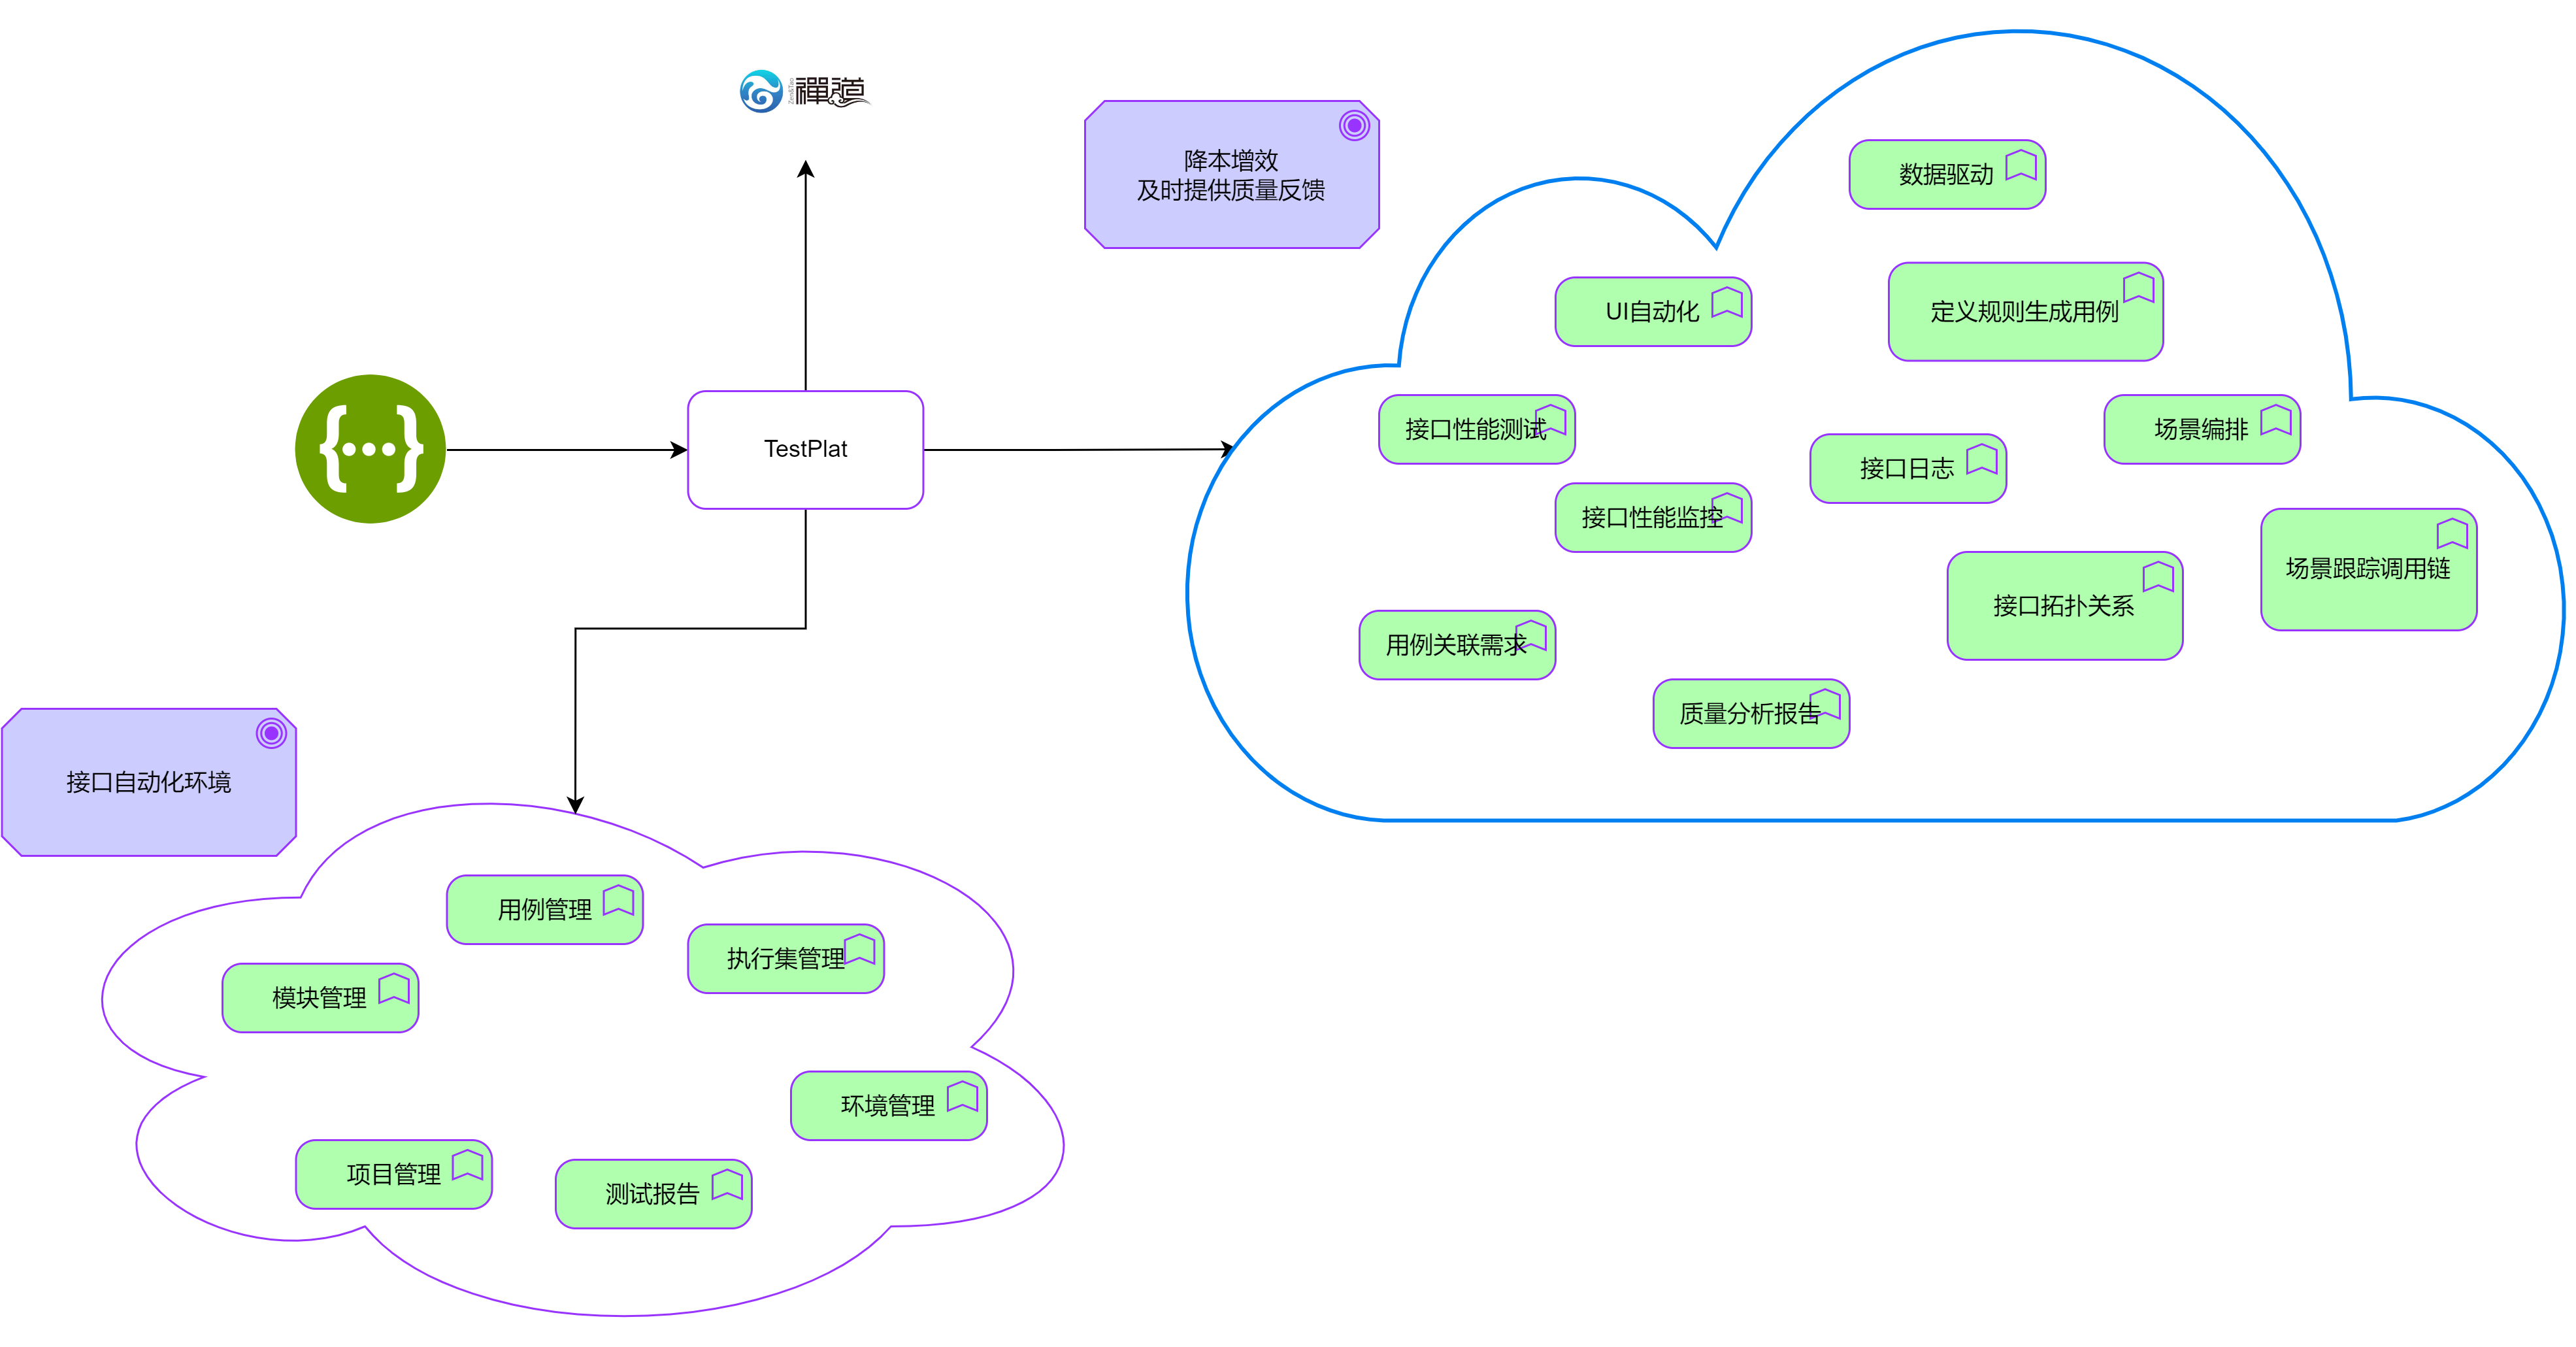 禪道
Zen&Tao
降本增效
及时提供质量反馈
数据驱动
UI自动化
定义规则生成用例
{...}
TestPlat
接口性能测试
场景编排
接口日志
接口性能监控
场景跟踪调用链
接口拓扑关系
用例关联需求
质量分析报告
接口自动化环境
用例管理
执行集管理
模块管理
环境管理
项目管理
测试报告